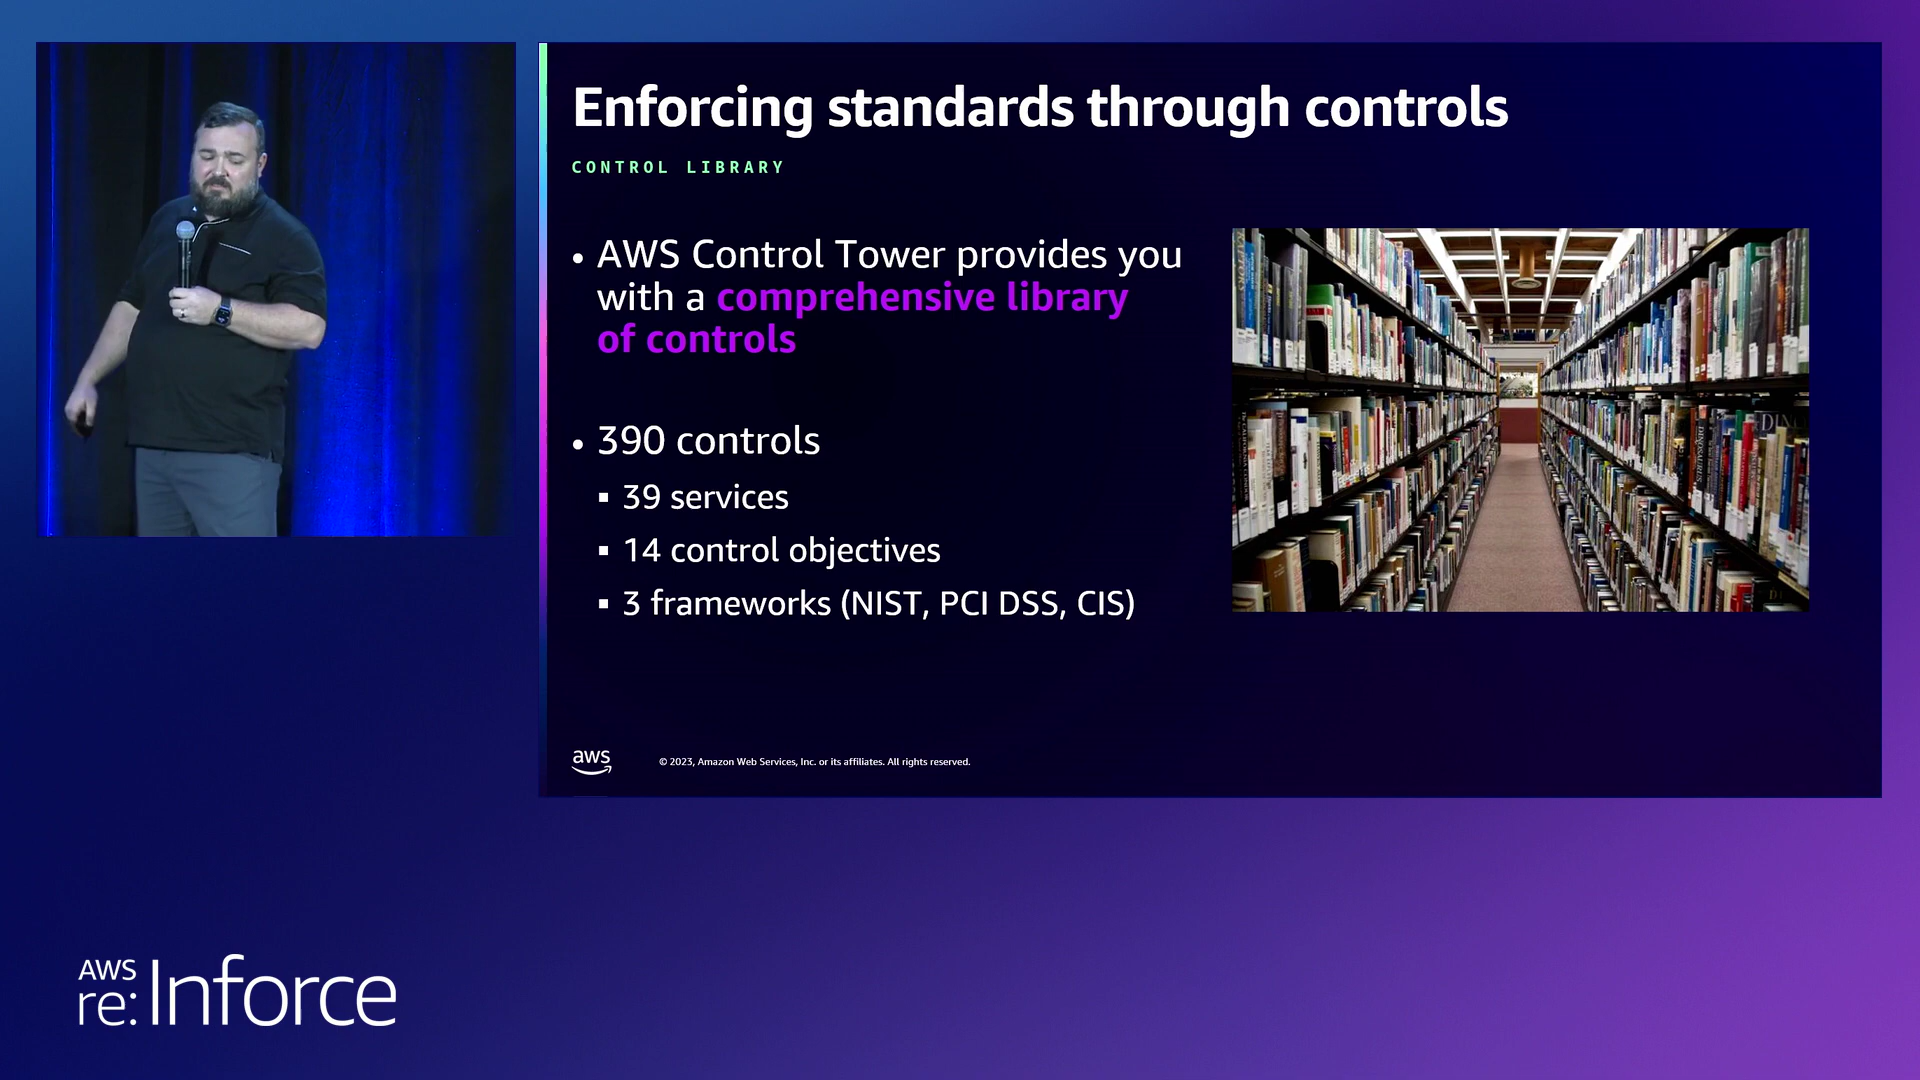 Enforcing standards through controls
CONTROL LIBRARY
• AWS Control Tower provides you
with a comprehensive library
of controls
• 390 controls
▪ 39 services
▪ 14 control objectives
▪ 3 frameworks (NIST, PCI DSS, CIS)
aws
© 2023, Amazon Web Services, Inc. or its affiliates. All rights reserved.
AWS
re:Inforce